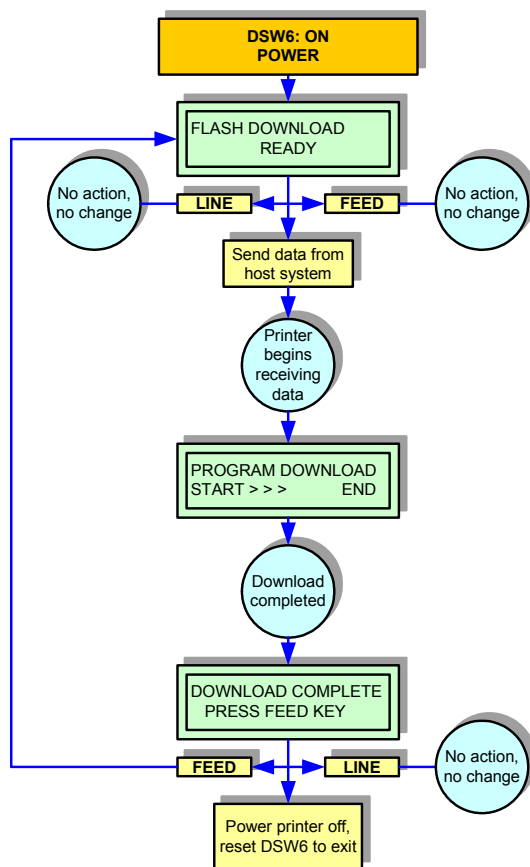 DSW6: ON
POWER
FLASH DOWNLOAD
READY
No action,
no change
LINE
FEED
No action,
no change
Send data from
host system
Printer
begins
receiving
data
PROGRAM DOWNLOAD
START > > > END
Download
completed
DOWNLOAD COMPLETE
PRESS FEED KEY
FEED
LINE
No action,
no change
Power printer off,
reset DSW6 to exit